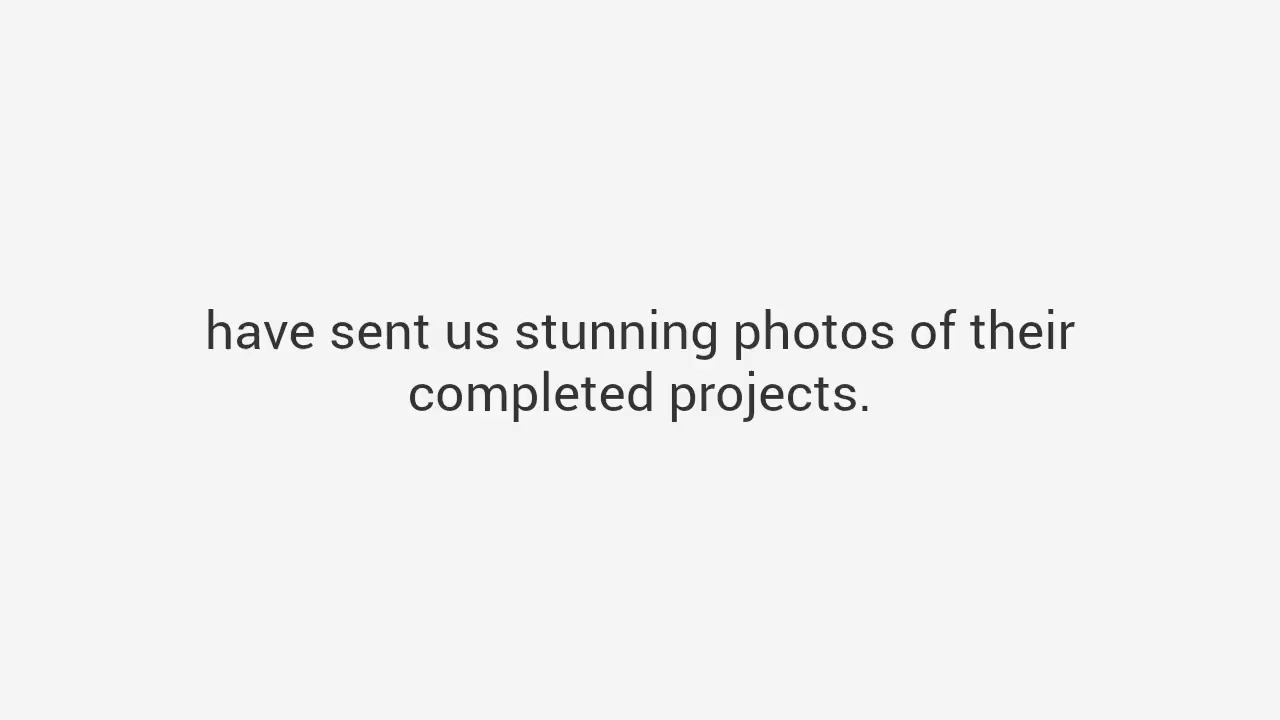 have sent us stunning photos of their
completed projects.